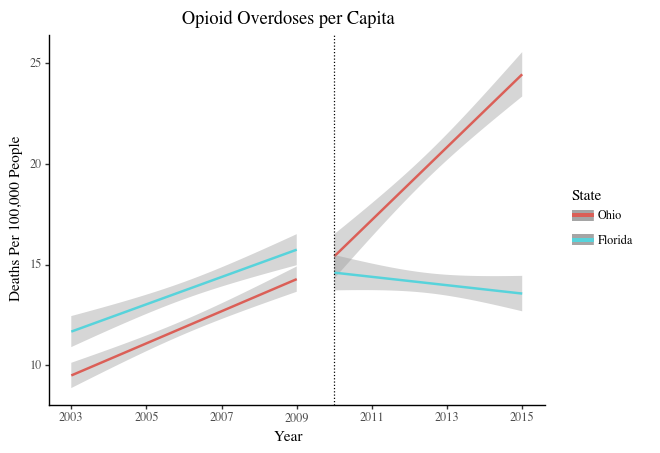 Opioid Overdoses per Capita
Deaths Per 100,000 People
25
20
15
10
2003 2005 2007 2009 2011 2013 2015
Year
State
Ohio
Florida